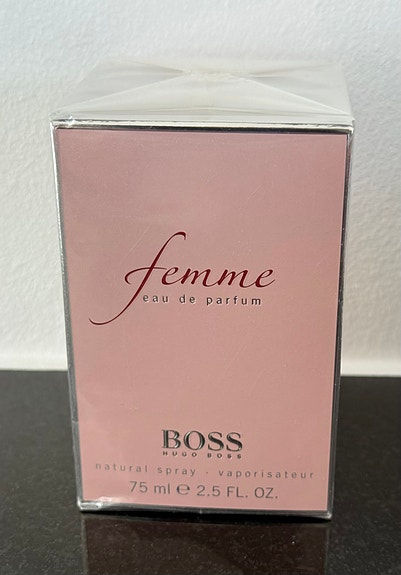 femme
eau de parfum
BOSS
HUGO BOSS
natural spray - vaporisateur
75 ml ℮ 2.5 FL. OZ.